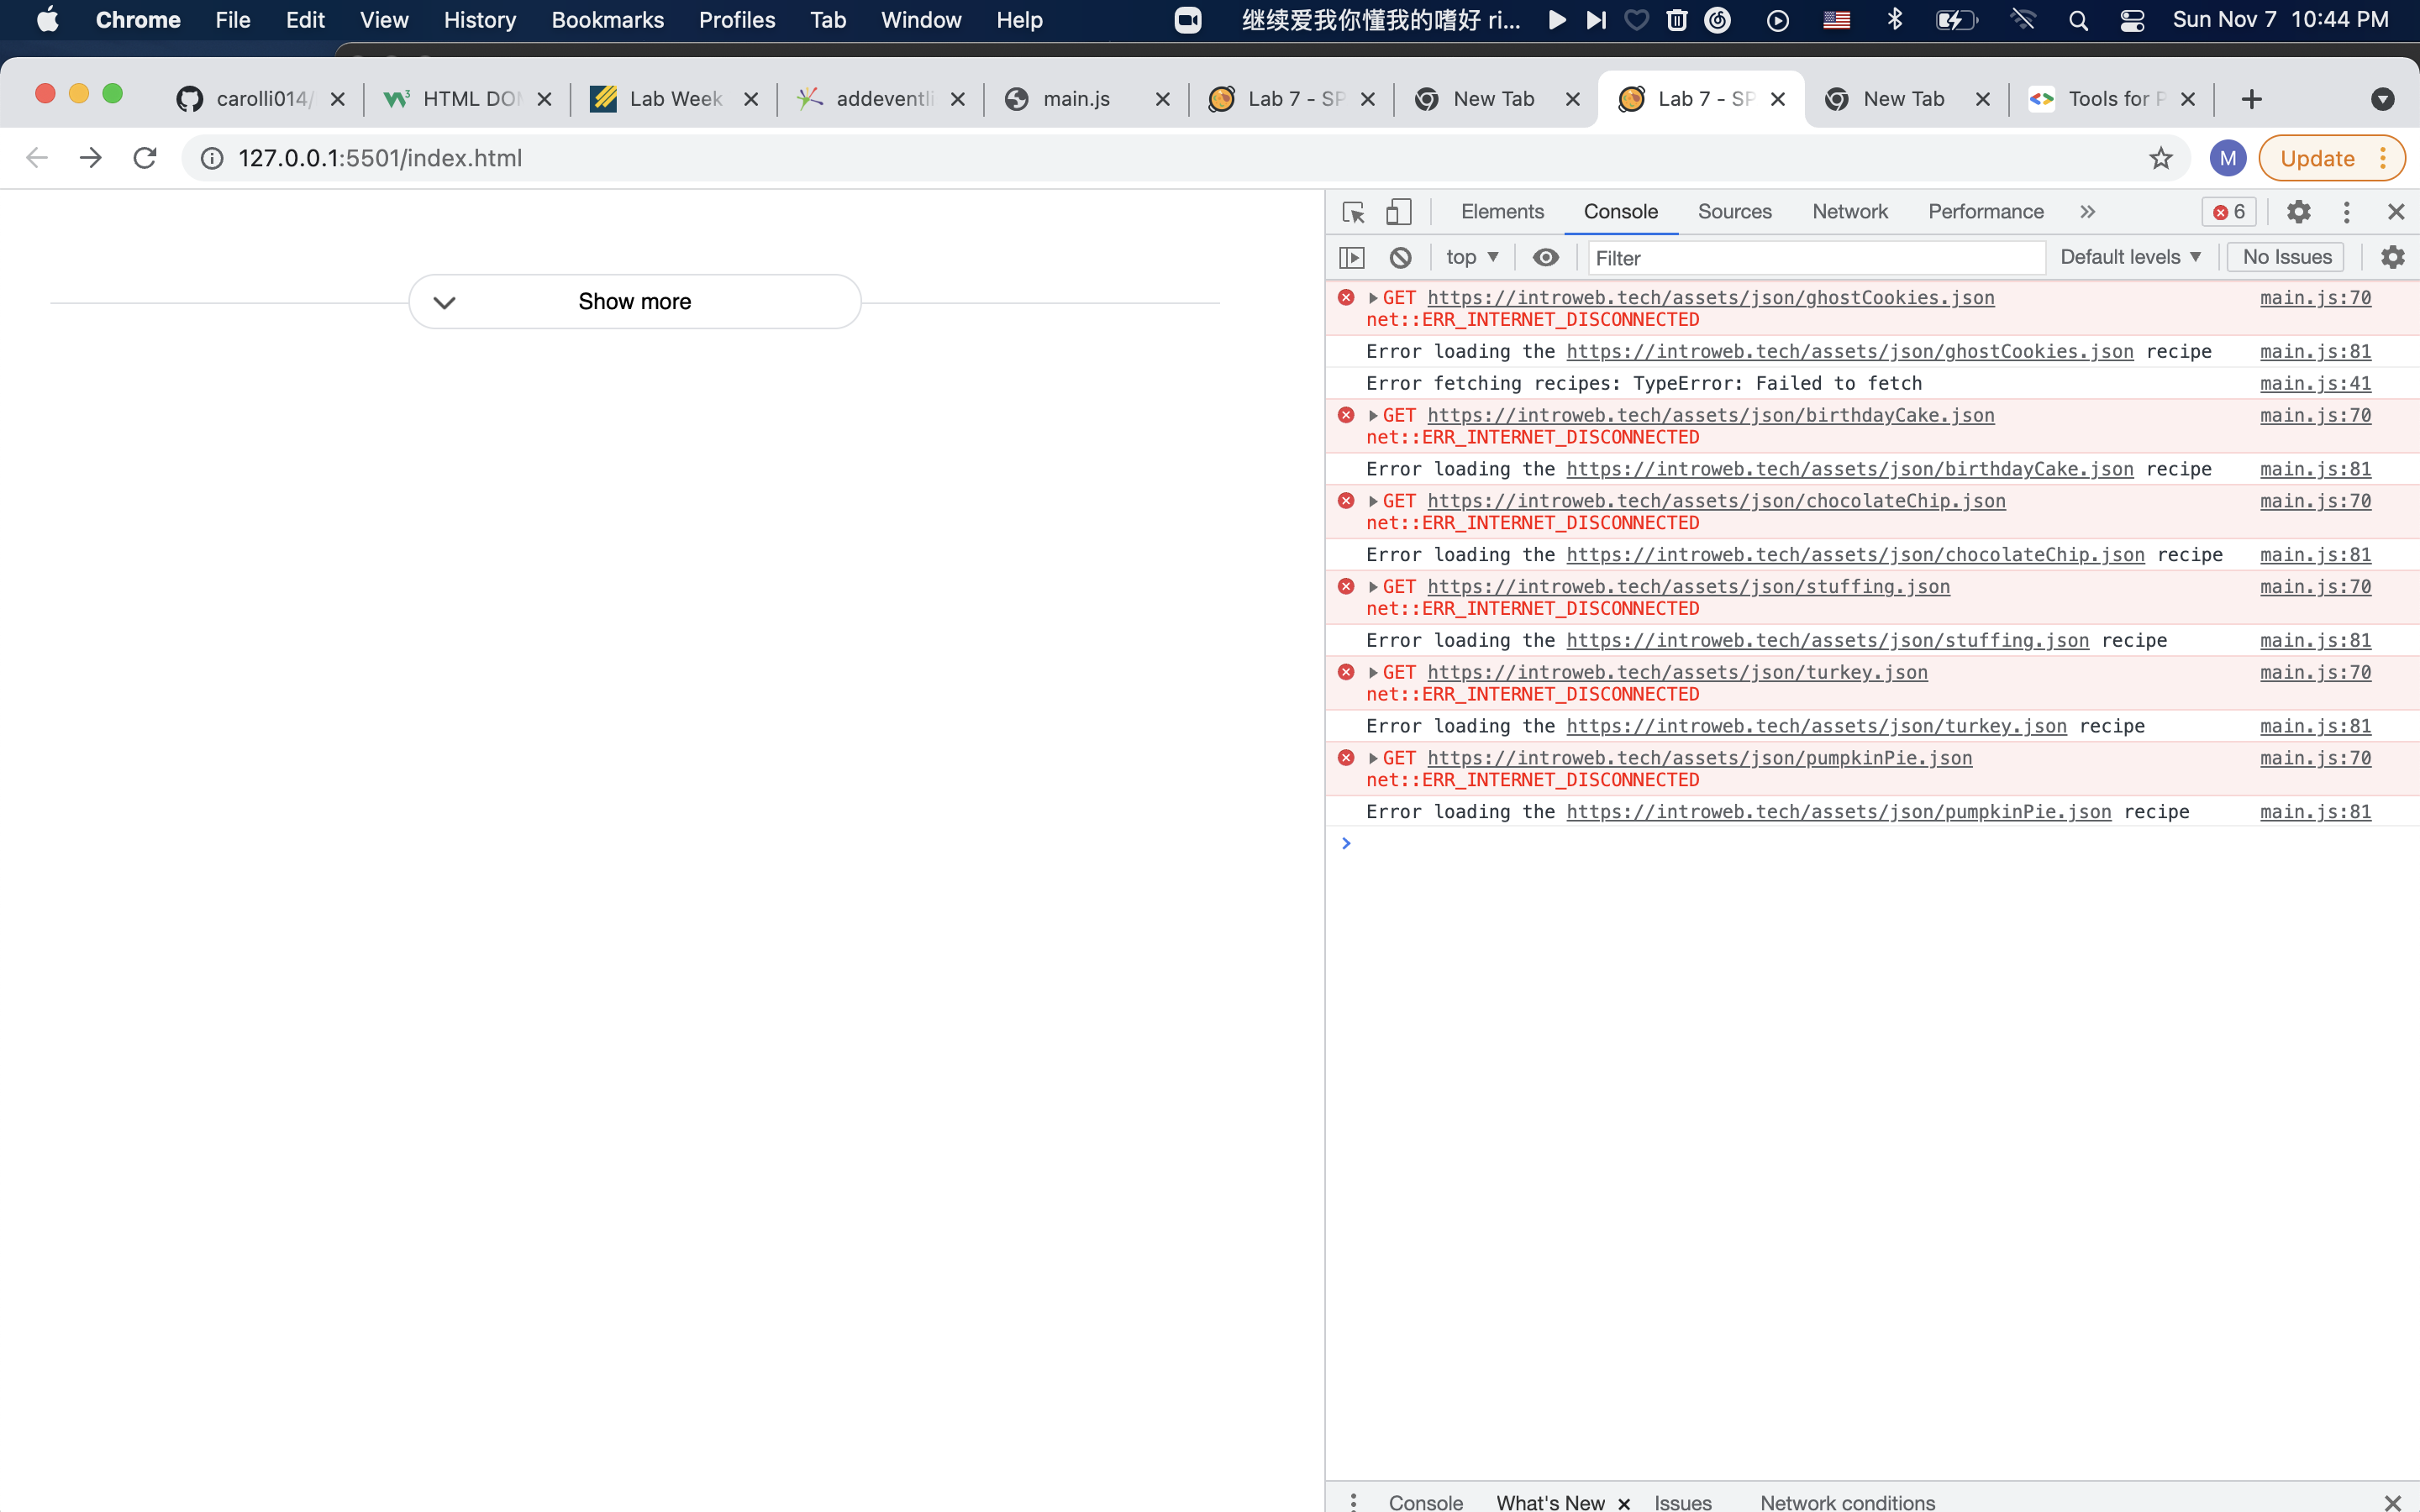 Chrome File Edit View History Bookmarks Profiles Tab Window Help 继续爱我你懂我的嗜好 ri... Sun Nov 7 10:44 PM
carolli014/ HTML DOM Lab Week addeventli main.js Lab 7 - SP New Tab Lab 7 - SP New Tab Tools for P
127.0.0.1:5501/index.html M Update
Elements Console Sources Network Performance 6
top Filter Default levels No Issues
Show more
GET https://introweb.tech/assets/json/ghostCookies.json main.js:70
net::ERR_INTERNET_DISCONNECTED
Error loading the https://introweb.tech/assets/json/ghostCookies.json recipe main.js:81
Error fetching recipes: TypeError: Failed to fetch main.js:41
GET https://introweb.tech/assets/json/birthdayCake.json main.js:70
net::ERR_INTERNET_DISCONNECTED
Error loading the https://introweb.tech/assets/json/birthdayCake.json recipe main.js:81
GET https://introweb.tech/assets/json/chocolateChip.json main.js:70
net::ERR_INTERNET_DISCONNECTED
Error loading the https://introweb.tech/assets/json/chocolateChip.json recipe main.js:81
GET https://introweb.tech/assets/json/stuffing.json main.js:70
net::ERR_INTERNET_DISCONNECTED
Error loading the https://introweb.tech/assets/json/stuffing.json recipe main.js:81
GET https://introweb.tech/assets/json/turkey.json main.js:70
net::ERR_INTERNET_DISCONNECTED
Error loading the https://introweb.tech/assets/json/turkey.json recipe main.js:81
GET https://introweb.tech/assets/json/pumpkinPie.json main.js:70
net::ERR_INTERNET_DISCONNECTED
Error loading the https://introweb.tech/assets/json/pumpkinPie.json recipe main.js:81
Console What's New Issues Network conditions